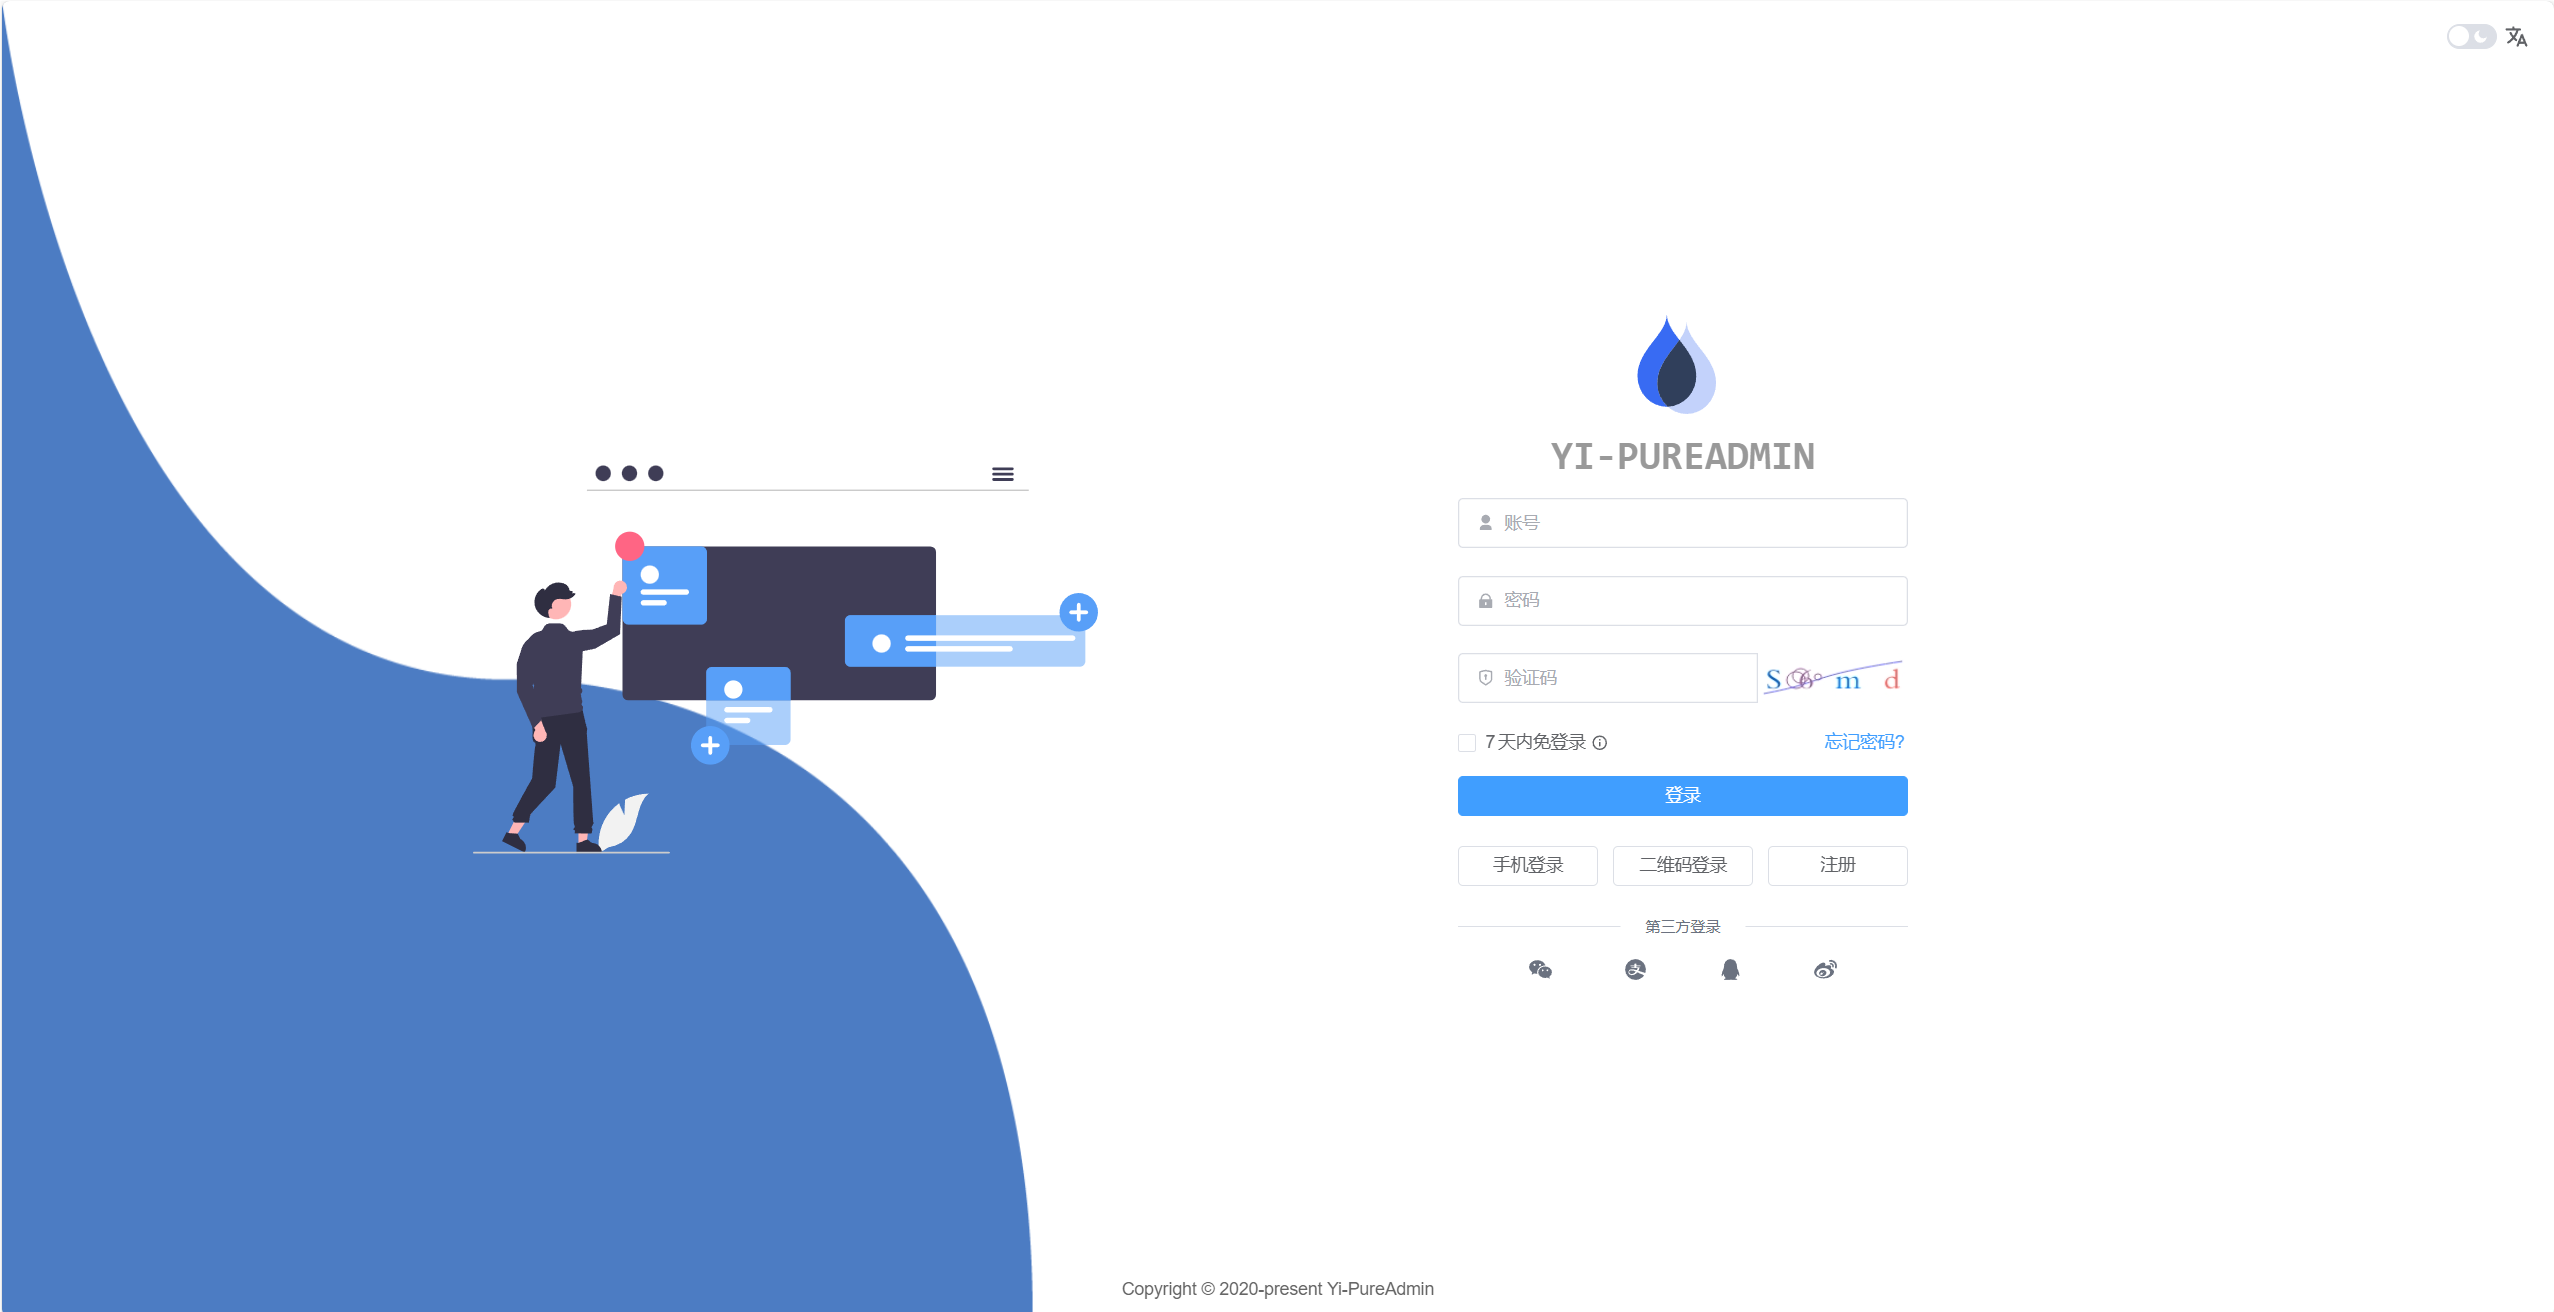 YI-PUREADMIN
账号
密码
验证码
7 天内免登录 忘记密码?
登录
手机登录 二维码登录 注册
第三方登录
Copyright © 2020-present Yi-PureAdmin